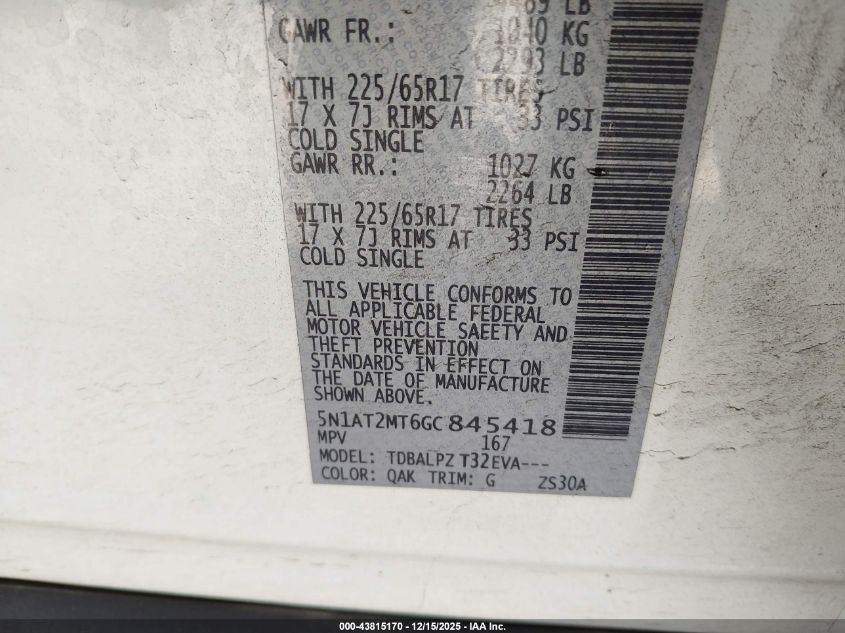 GAWR FR.: 1040 KG
2293 LB
WITH 225/65R17 TIRES
17 X 7J RIMS AT 33 PSI
COLD SINGLE
GAWR RR.: 1027 KG
2264 LB
WITH 225/65R17 TIRES
17 X 7J RIMS AT 33 PSI
COLD SINGLE
THIS VEHICLE CONFORMS TO
ALL APPLICABLE FEDERAL
MOTOR VEHICLE SAFETY AND
THEFT PREVENTION
STANDARDS IN EFFECT ON
THE DATE OF MANUFACTURE
SHOWN ABOVE.
5N1AT2MT6GC845418
MPV 167
MODEL: TDBALPZ T32EVA---
COLOR: QAK TRIM: G ZS30A
000-43815170 - 12/15/2025 - IAA Inc.